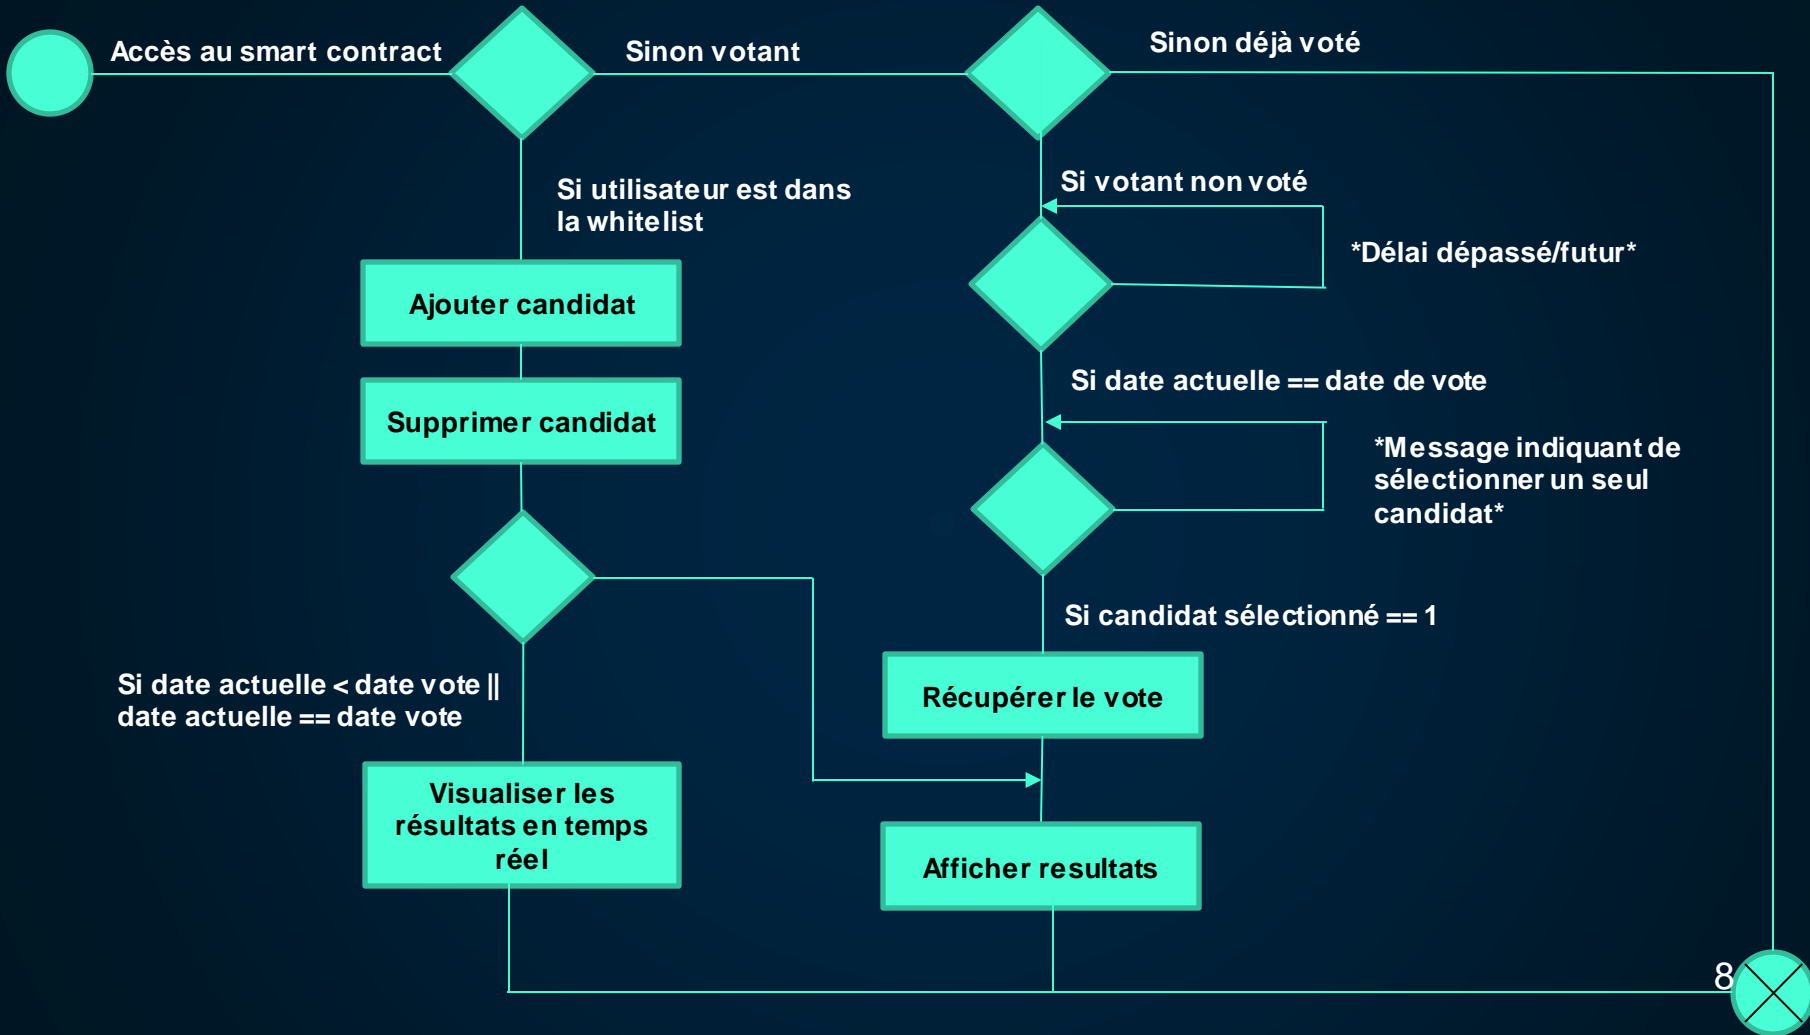 Accès au smart contract
Sinon votant
Sinon déjà voté
Si utilisateur est dans
la whitelist
Si votant non voté
*Délai dépassé/futur*
Ajouter candidat
Supprimer candidat
Si date actuelle == date de vote
*Message indiquant de
sélectionner un seul
candidat*
Si candidat sélectionné == 1
Si date actuelle < date vote ||
date actuelle == date vote
Récupérer le vote
Visualiser les
résultats en temps
réel
Afficher resultats
8